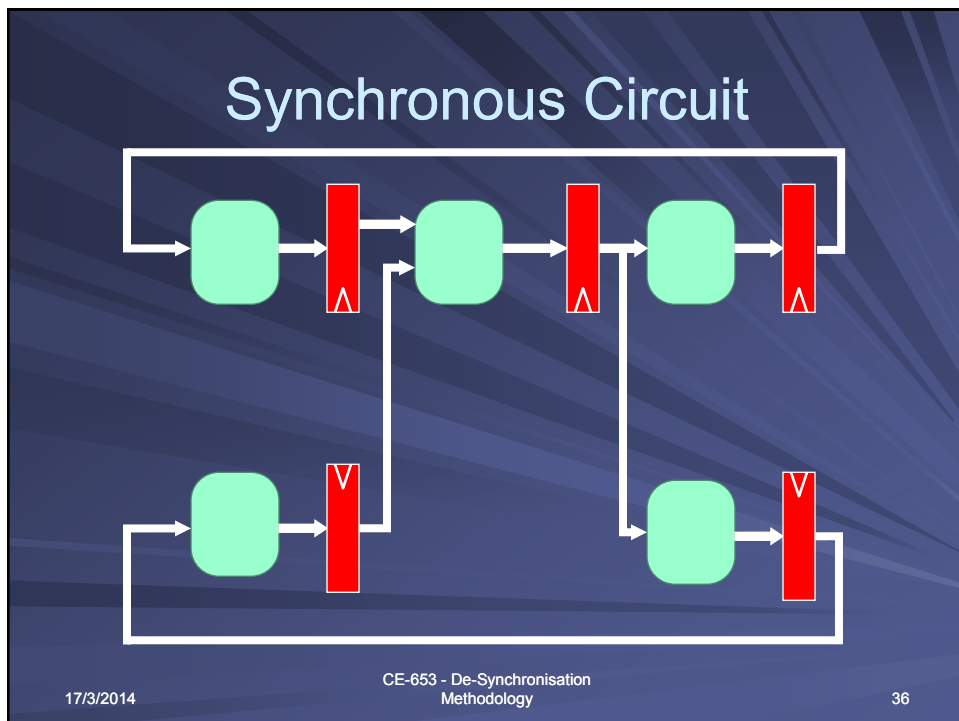 Synchronous Circuit
17/3/2014
CE-653 - De-Synchronisation
Methodology
36